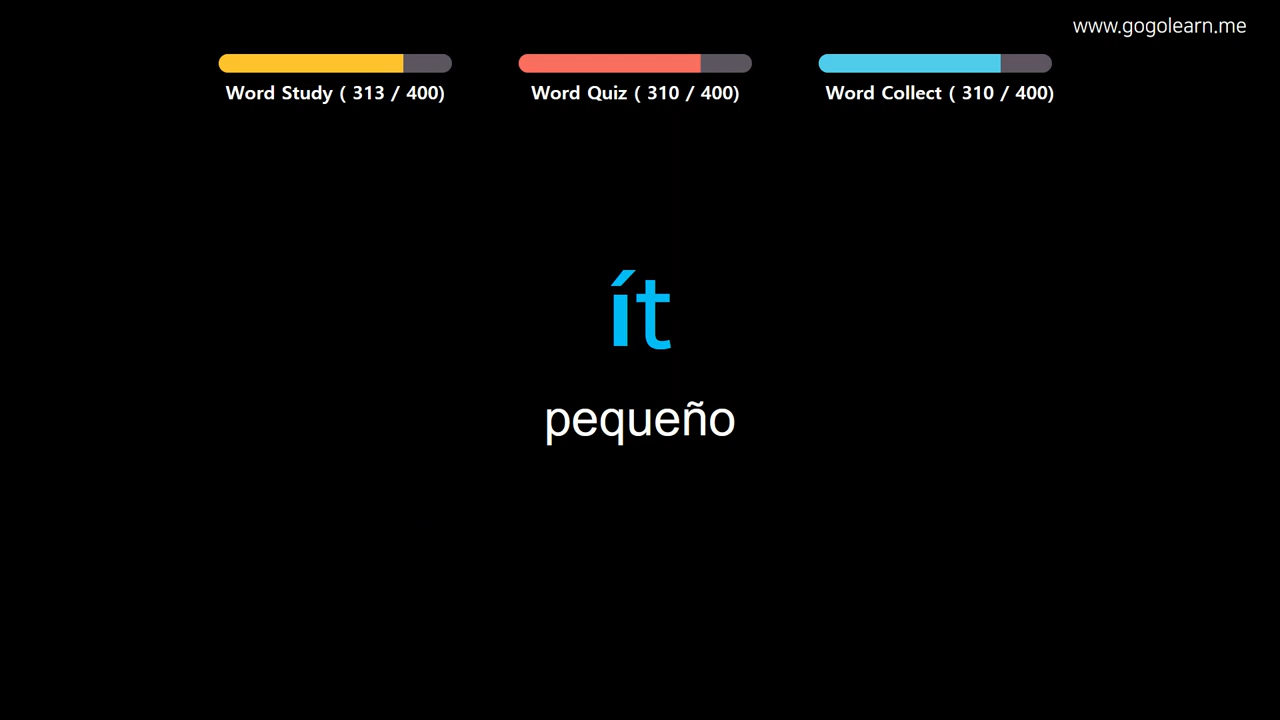 www.gogolearn.me
Word Study ( 313 / 400)
Word Quiz ( 310 / 400)
Word Collect ( 310 / 400)
ít
pequeño